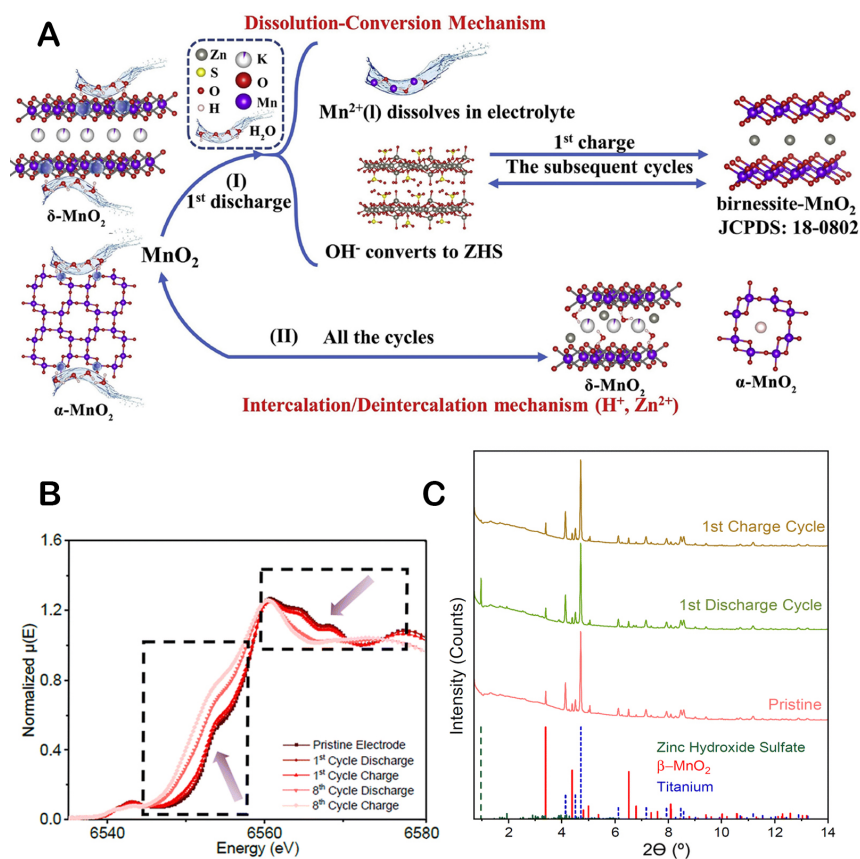 A
Dissolution-Conversion Mechanism
Zn
S
O
H
K
O
Mn
H₂O
δ-MnO₂
(I)
1st discharge
Mn²⁺(l) dissolves in electrolyte
OH⁻ converts to ZHS
1st charge
The subsequent cycles
birnessite-MnO₂
JCPDS: 18-0802
MnO₂
α-MnO₂
(II)
All the cycles
δ-MnO₂
α-MnO₂
Intercalation/Deintercalation mechanism (H⁺, Zn²⁺)
B
Normalized μ(E)
1.6
1.2
0.8
0.4
0.0
Pristine Electrode
1st Cycle Discharge
1st Cycle Charge
8th Cycle Discharge
8th Cycle Charge
6540
6560
6580
Energy (eV)
C
Intensity (Counts)
1st Charge Cycle
1st Discharge Cycle
Pristine
Zinc Hydroxide Sulfate
β–MnO₂
Titanium
2
4
6
8
10
12
14
2Θ (º)